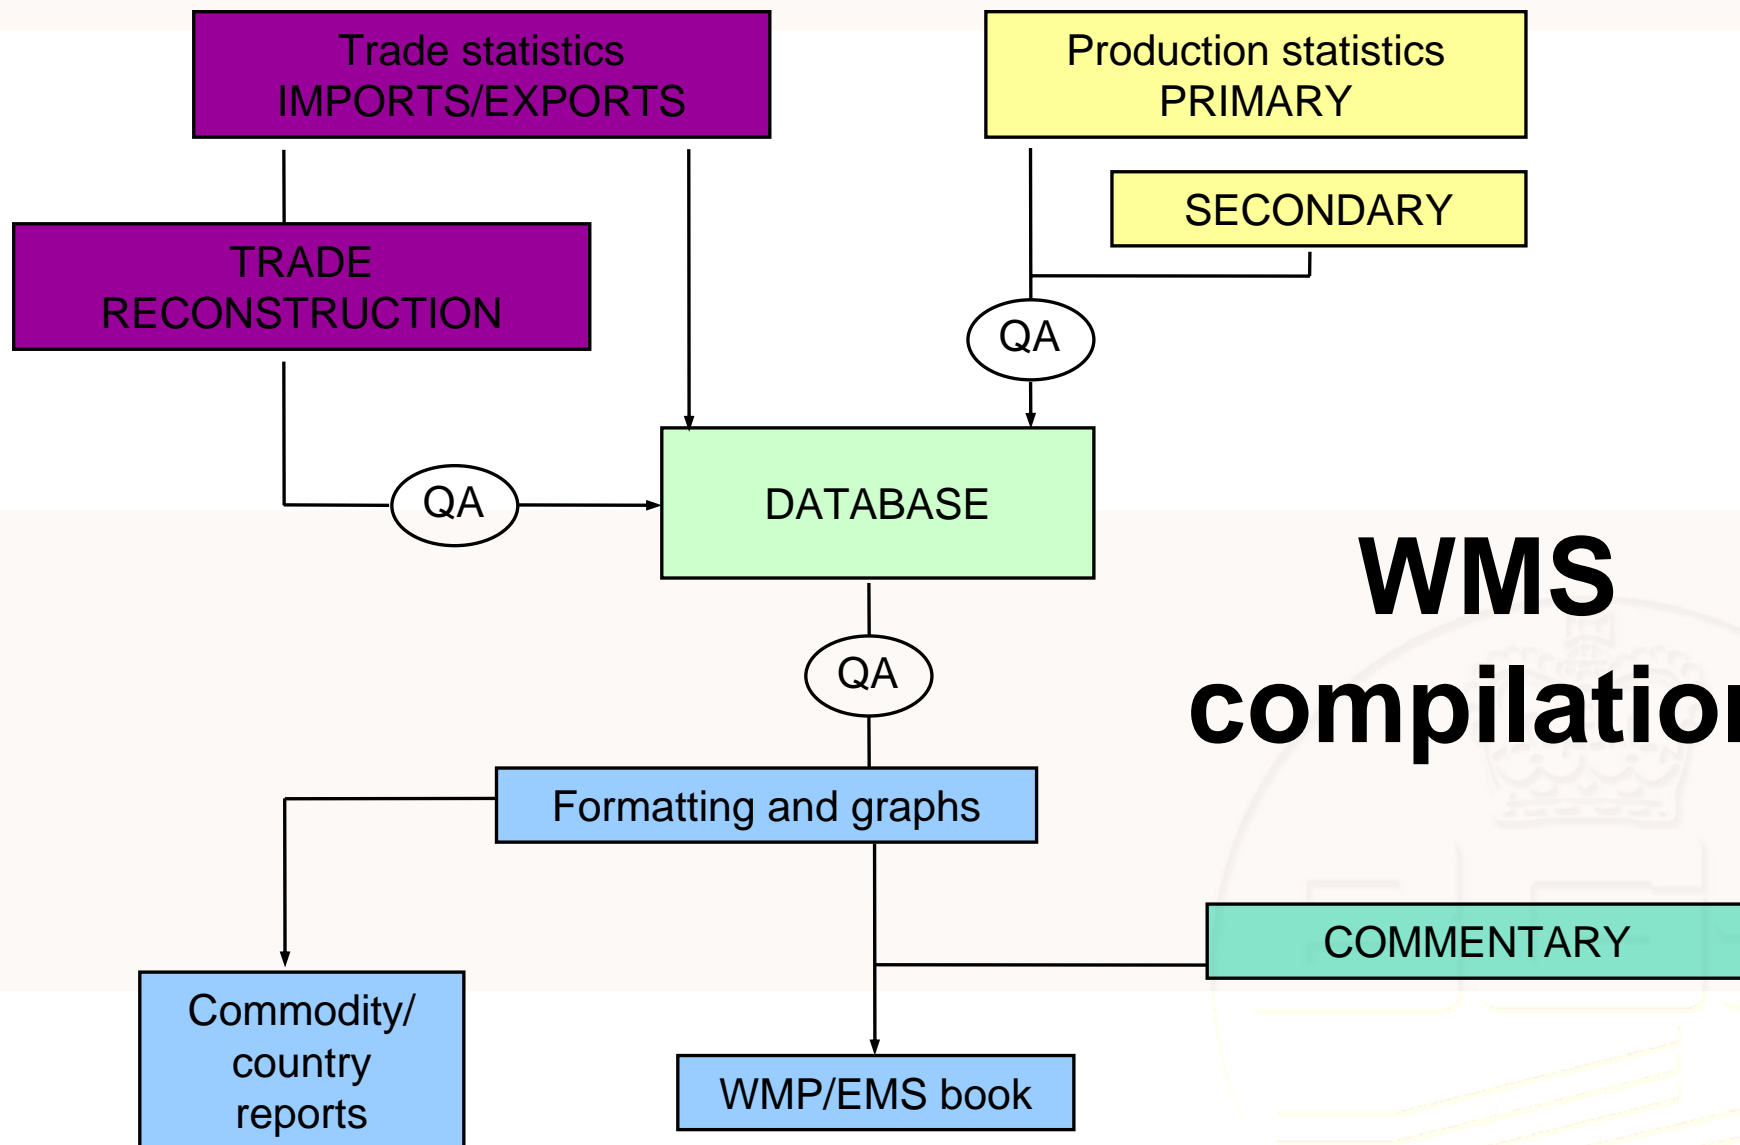 Trade statistics
IMPORTS/EXPORTS
Production statistics
PRIMARY
SECONDARY
TRADE
RECONSTRUCTION
QA
QA
DATABASE
WMS
compilation
QA
Formatting and graphs
COMMENTARY
Commodity/
country
reports
WMP/EMS book